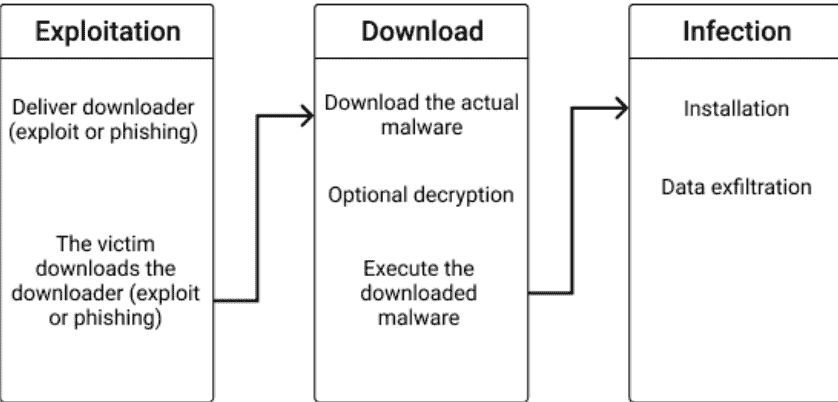 Exploitation
Deliver downloader
(exploit or phishing)
The victim
downloads the
downloader (exploit
or phishing)
Download
Download the actual
malware
Optional decryption
Execute the
downloaded
malware
Infection
Installation
Data exfiltration